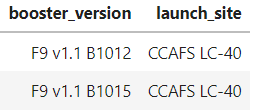 booster_version launch_site
F9 v1.1 B1012 CCAFS LC-40
F9 v1.1 B1015 CCAFS LC-40